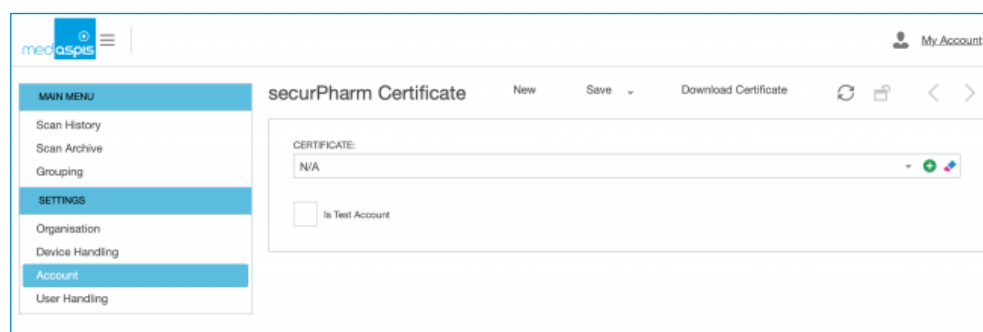 medaspis
My Account
MAIN MENU
Scan History
Scan Archive
Grouping
SETTINGS
Organisation
Device Handling
Account
User Handling
securPharm Certificate
New
Save
Download Certificate
CERTIFICATE:
N/A
Is Test Account